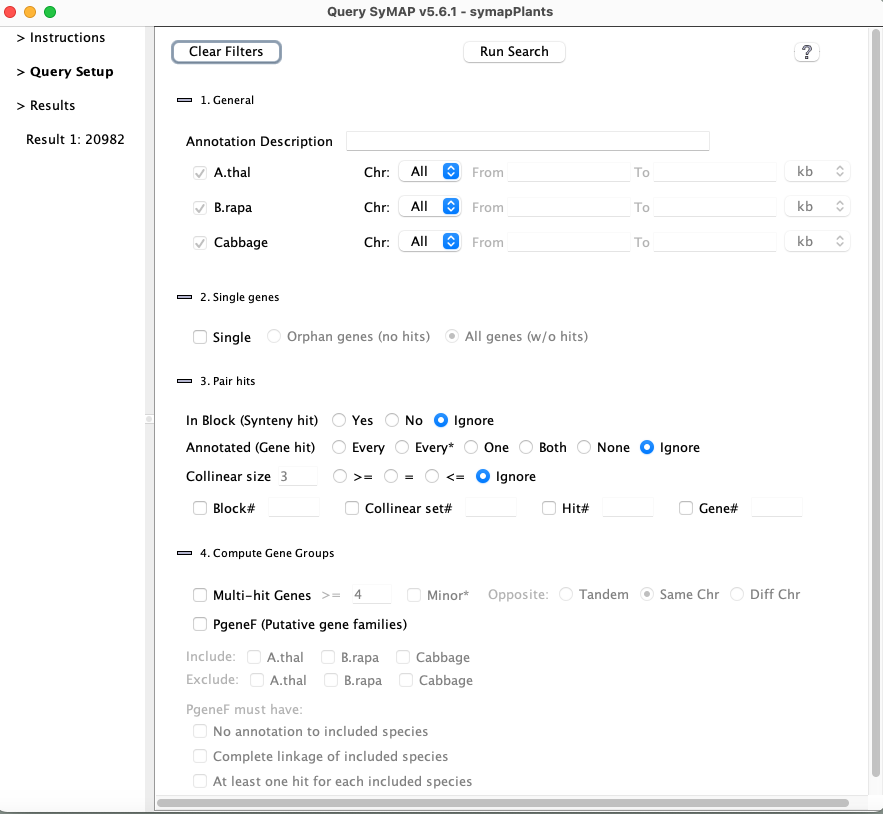 Query SyMAP v5.6.1 - symapPlants
> Instructions
> Query Setup
> Results
Result 1: 20982
Clear Filters Run Search ?
1. General
Annotation Description
A.thal Chr: All From To kb
B.rapa Chr: All From To kb
Cabbage Chr: All From To kb
2. Single genes
Single Orphan genes (no hits) All genes (w/o hits)
3. Pair hits
In Block (Synteny hit) Yes No Ignore
Annotated (Gene hit) Every Every* One Both None Ignore
Collinear size 3 >= = <= Ignore
Block# Collinear set# Hit# Gene#
4. Compute Gene Groups
Multi-hit Genes >= 4 Minor* Opposite: Tandem Same Chr Diff Chr
PgeneF (Putative gene families)
Include: A.thal B.rapa Cabbage
Exclude: A.thal B.rapa Cabbage
PgeneF must have:
No annotation to included species
Complete linkage of included species
At least one hit for each included species